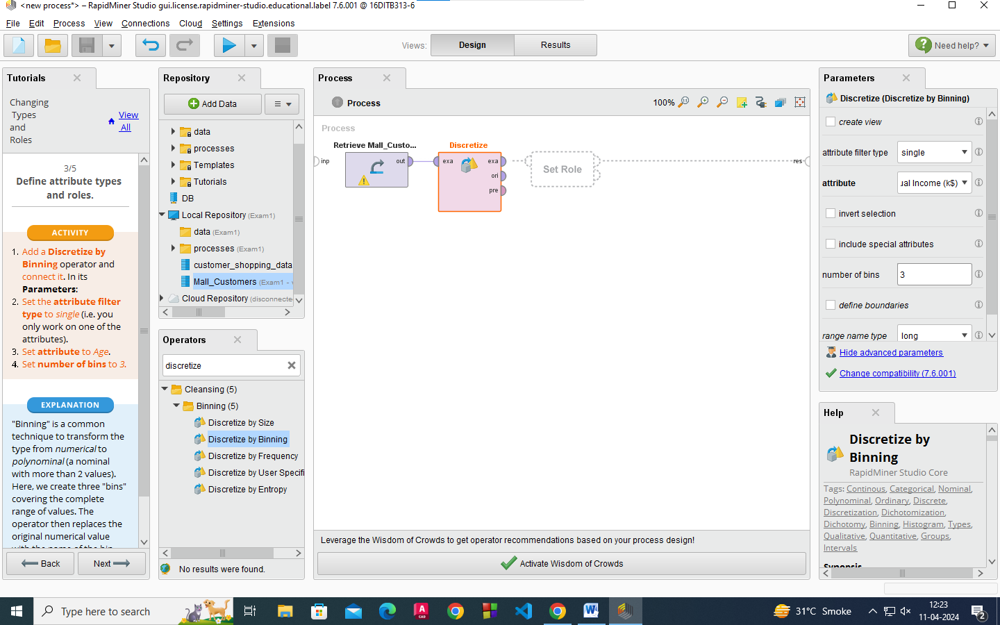 <new process*> – RapidMiner Studio gui.license.rapidminer-studio.educational.label 7.6.001 @ 16DITB313-6
File Edit Process View Connections Cloud Settings Extensions
Views: Design Results
Need help?
Tutorials
Changing Types and Roles
View All
3/5
Define attribute types
and roles.
ACTIVITY
1. Add a Discretize by
Binning operator and
connect it. In its
Parameters:
2. Set the attribute filter
type to single (i.e. you
only work on one of the
attributes).
3. Set attribute to Age.
4. Set number of bins to 3.
EXPLANATION
"Binning" is a common
technique to transform the
type from numerical to
polynominal (a nominal
with more than 2 values).
Here, we create three "bins"
covering the complete
range of values. The
operator then replaces the
original numerical value
with the name of the bin
Back Next
Repository
Add Data
data
processes
Templates
Tutorials
DB
Local Repository (Exam1)
data (Exam1)
processes (Exam1)
customer_shopping_data
Mall_Customers (Exam1 -
Cloud Repository (disconnecte
Operators
discretize
Cleansing (5)
Binning (5)
Discretize by Size
Discretize by Binning
Discretize by Frequency
Discretize by User Specifi
Discretize by Entropy
No results were found.
Process
Process
100%
Process
inp
Retrieve Mall_Custo...
out
Discretize
exa exa
ori
pre
Set Role
res
Leverage the Wisdom of Crowds to get operator recommendations based on your process design!
Activate Wisdom of Crowds
Parameters
Discretize (Discretize by Binning)
create view
attribute filter type single
attribute ual Income (k$)
invert selection
include special attributes
number of bins 3
define boundaries
range name type long
Hide advanced parameters
Change compatibility (7.6.001)
Help
Discretize by
Binning
RapidMiner Studio Core
Tags: Continous, Categorical, Nominal,
Polynominal, Ordinary, Discrete,
Discretization, Dichotomization,
Dichotomy, Binning, Histogram, Types,
Qualitative, Quantitative, Groups,
Intervals
Synopsis
Type here to search
A
CAD
W
31°C Smoke
12:23
11-04-2024
2